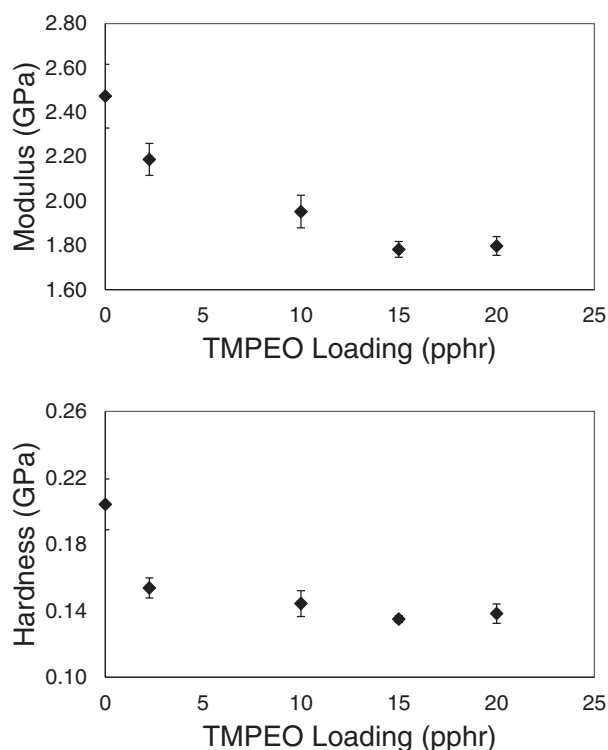 2.80
2.60
2.40
2.20
2.00
1.80
1.60
Modulus (GPa)
0 5 10 15 20 25
TMPEO Loading (pphr)
0.26
0.22
0.18
0.14
0.10
Hardness (GPa)
0 5 10 15 20 25
TMPEO Loading (pphr)